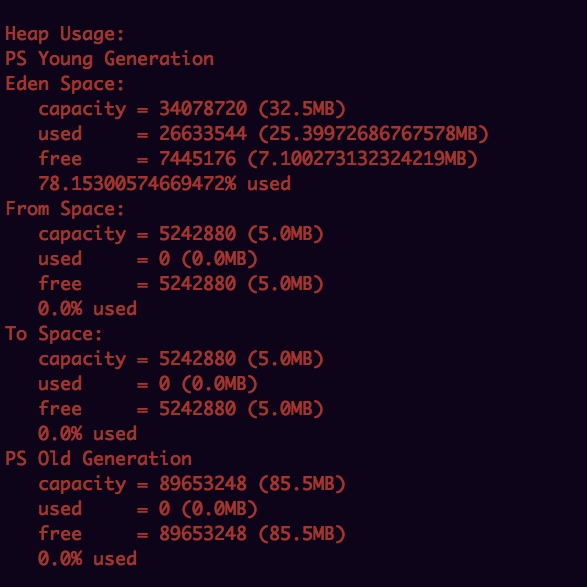 Heap Usage:
PS Young Generation
Eden Space:
   capacity = 34078720 (32.5MB)
   used     = 26633544 (25.39972686767578MB)
   free     = 7445176 (7.100273132324219MB)
   78.15300574669472% used
From Space:
   capacity = 5242880 (5.0MB)
   used     = 0 (0.0MB)
   free     = 5242880 (5.0MB)
   0.0% used
To Space:
   capacity = 5242880 (5.0MB)
   used     = 0 (0.0MB)
   free     = 5242880 (5.0MB)
   0.0% used
PS Old Generation
   capacity = 89653248 (85.5MB)
   used     = 0 (0.0MB)
   free     = 89653248 (85.5MB)
   0.0% used